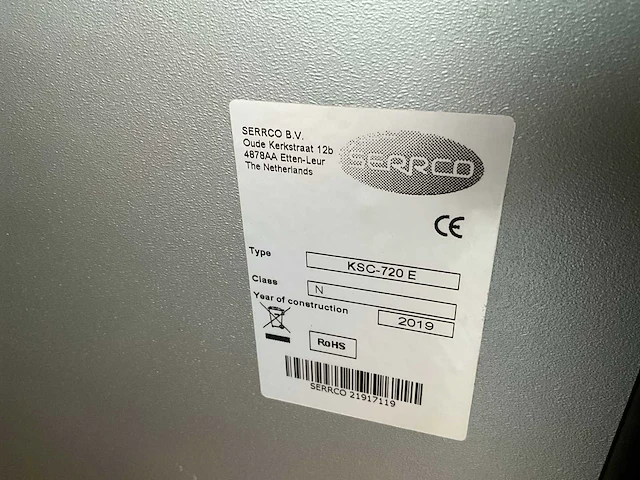 SERRCO B.V.
Oude Kerkstraat 12b
4878AA Etten-Leur
The Netherlands
SERRCO
CE
Type KSC-720 E
Class N
Year of construction 2019
RoHS
SERRCO 21917119